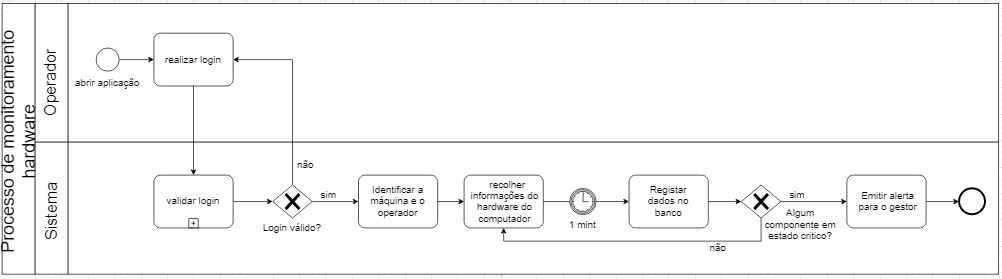 Processo de monitoramento
hardware
Operador
abrir aplicação
realizar login
não
Sistema
validar login
Login válido?
sim
Identificar a
máquina e o
operador
recolher
informações do
hardware do
computador
1 mint
Registar
dados no
banco
sim
Algum
componente em
estado critico?
não
Emitir alerta
para o gestor